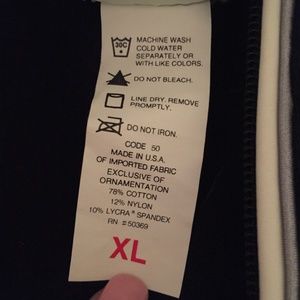 30C
MACHINE WASH
COLD WATER
SEPARATELY OR
WITH LIKE COLORS.
DO NOT BLEACH.
LINE DRY. REMOVE
PROMPTLY.
DO NOT IRON.
CODE 50
MADE IN U.S.A.
OF IMPORTED FABRIC
EXCLUSIVE OF
ORNAMENTATION
78% COTTON
12% NYLON
10% LYCRA® SPANDEX
RN #50369
XL